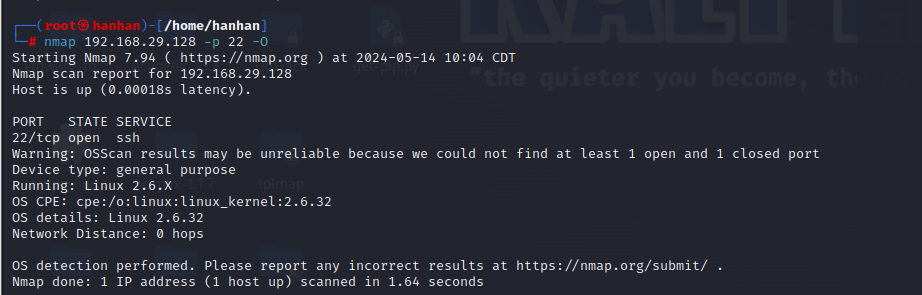 ┌──(root㉿hanhan)-[/home/hanhan]
└─# nmap 192.168.29.128 -p 22 -O
Starting Nmap 7.94 ( https://nmap.org ) at 2024-05-14 10:04 CDT
Nmap scan report for 192.168.29.128
"the quieter you become, the
Host is up (0.00018s latency).

PORT   STATE SERVICE
22/tcp open  ssh
Warning: OSScan results may be unreliable because we could not find at least 1 open and 1 closed port
Device type: general purpose
Running: Linux 2.6.X
OS CPE: cpe:/o:linux:linux_kernel:2.6.32
OS details: Linux 2.6.32
Network Distance: 0 hops

OS detection performed. Please report any incorrect results at https://nmap.org/submit/ .
Nmap done: 1 IP address (1 host up) scanned in 1.64 seconds